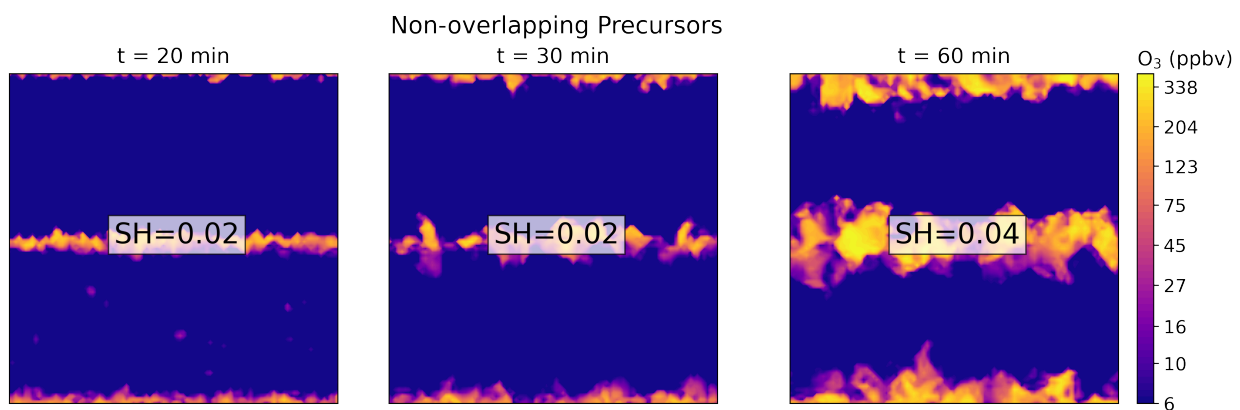 Non-overlapping Precursors
t = 20 min
t = 30 min
t = 60 min
O₃ (ppbv)
SH=0.02
SH=0.02
SH=0.04
338
204
123
75
45
27
16
10
6